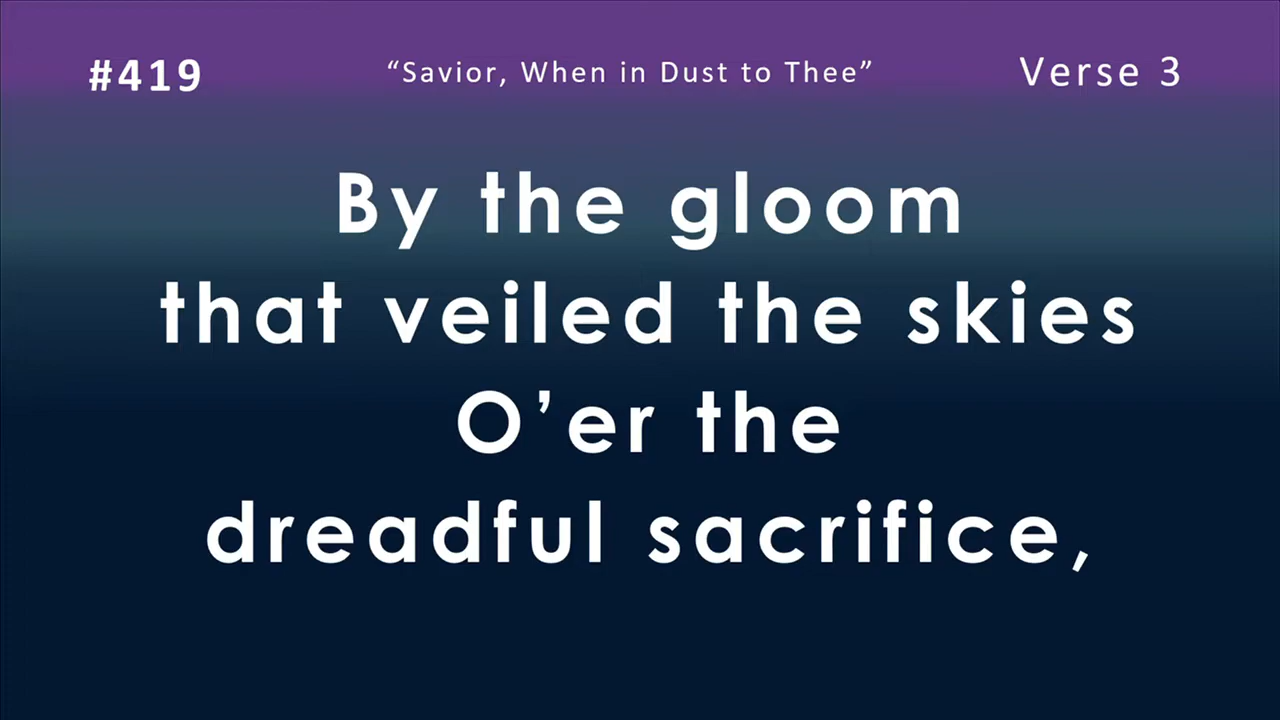 #419 “Savior, When in Dust to Thee” Verse 3
By the gloom
that veiled the skies
O’er the
dreadful sacrifice,